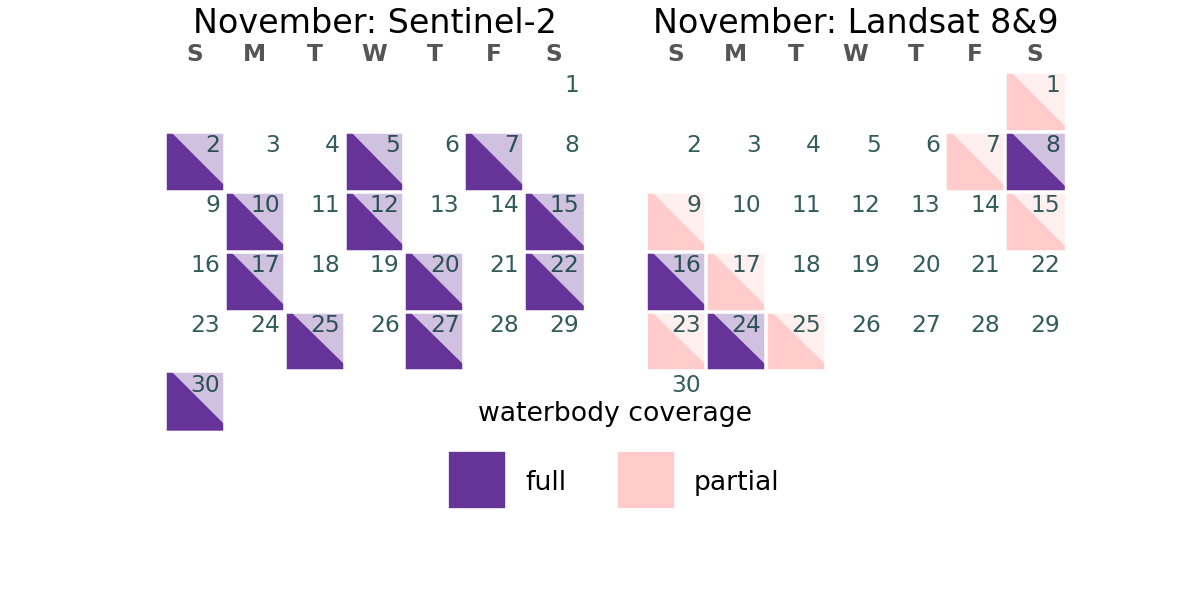 November: Sentinel-2
S M T W T F S
1
2 3 4 5 6 7 8
9 10 11 12 13 14 15
16 17 18 19 20 21 22
23 24 25 26 27 28 29
30
November: Landsat 8&9
S M T W T F S
1
2 3 4 5 6 7 8
9 10 11 12 13 14 15
16 17 18 19 20 21 22
23 24 25 26 27 28 29
30
waterbody coverage
full partial